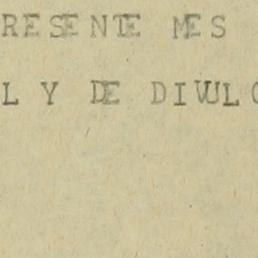 RESENTE MES
L Y DE DIVULG